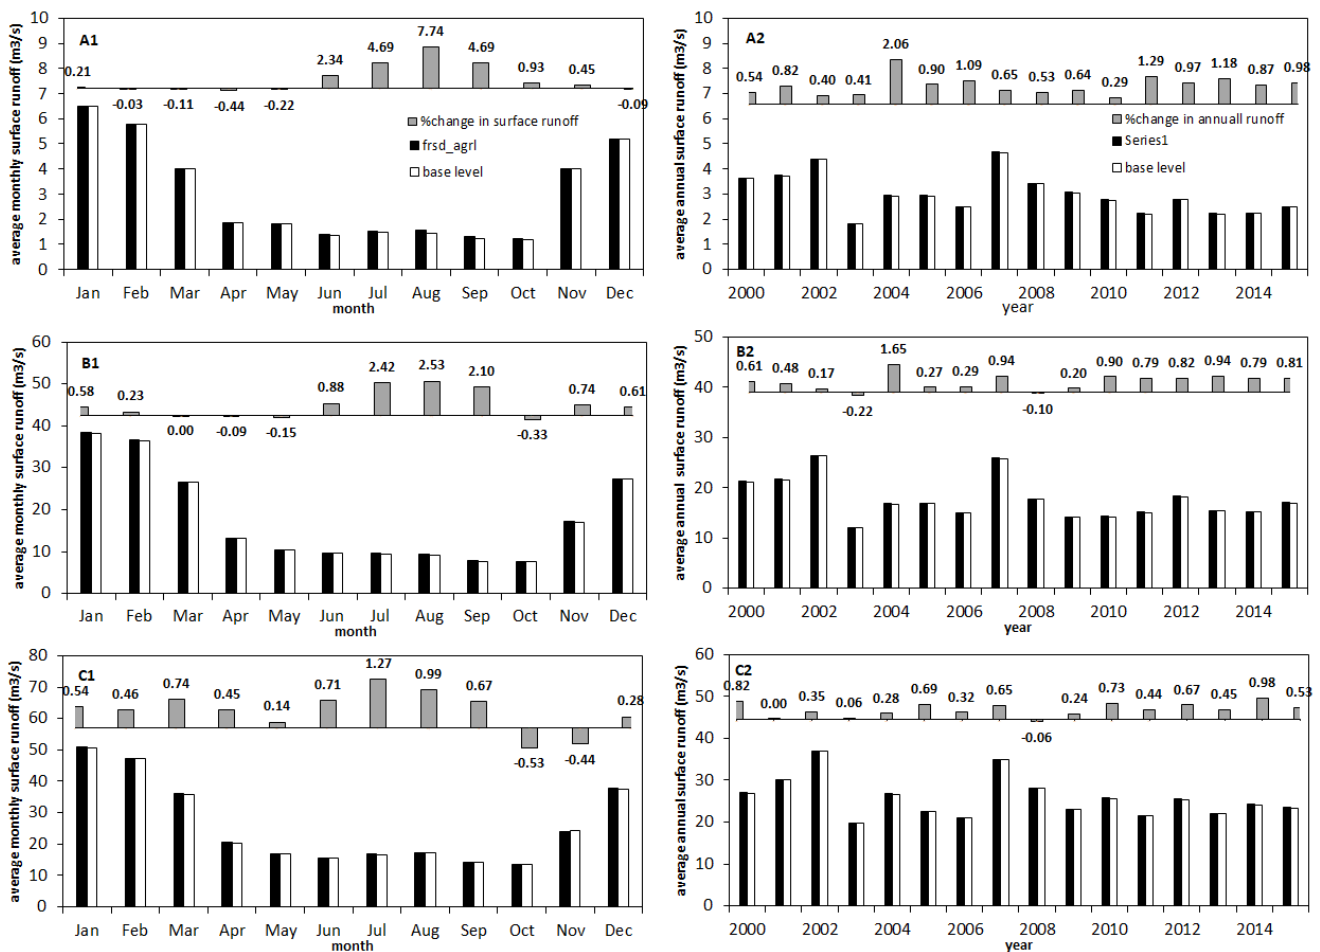 A1
average monthly surface runoff (m3/s)
10
9
8
7
6
5
4
3
2
1
0
0.21 -0.03 -0.11 -0.44 -0.22 2.34 4.69 7.74 4.69 0.93 0.45 -0.09
%change in surface runoff
frsd_agrl
base level
Jan Feb Mar Apr May Jun Jul Aug Sep Oct Nov Dec
month
A2
average annual surface runoff (m3/s)
10
9
8
7
6
5
4
3
2
1
0
0.54 0.82 0.40 0.41 2.06 0.90 1.09 0.65 0.53 0.64 0.29 1.29 0.97 1.18 0.87 0.98
%change in annuall runoff
Series1
base level
2000 2002 2004 2006 2008 2010 2012 2014
year
B1
average monthly surface runoff (m3/s)
60
50
40
30
20
10
0
0.58 0.23 0.00 -0.09 -0.15 0.88 2.42 2.53 2.10 -0.33 0.74 0.61
Jan Feb Mar Apr May Jun Jul Aug Sep Oct Nov Dec
month
B2
average annual surface runoff (m3/s)
50
40
30
20
10
0
0.61 0.48 0.17 -0.22 1.65 0.27 0.29 0.94 -0.10 0.20 0.90 0.79 0.82 0.94 0.79 0.81
2000 2002 2004 2006 2008 2010 2012 2014
year
C1
average monthly surface runoff (m3/s)
80
70
60
50
40
30
20
10
0
0.54 0.46 0.74 0.45 0.14 0.71 1.27 0.99 0.67 -0.53 -0.44 0.28
Jan Feb Mar Apr May Jun Jul Aug Sep Oct Nov Dec
month
C2
average annual surface runoff (m3/s)
60
50
40
30
20
10
0
0.82 0.00 0.35 0.06 0.28 0.69 0.32 0.65 -0.06 0.24 0.73 0.44 0.67 0.45 0.98 0.53
2000 2002 2004 2006 2008 2010 2012 2014
year